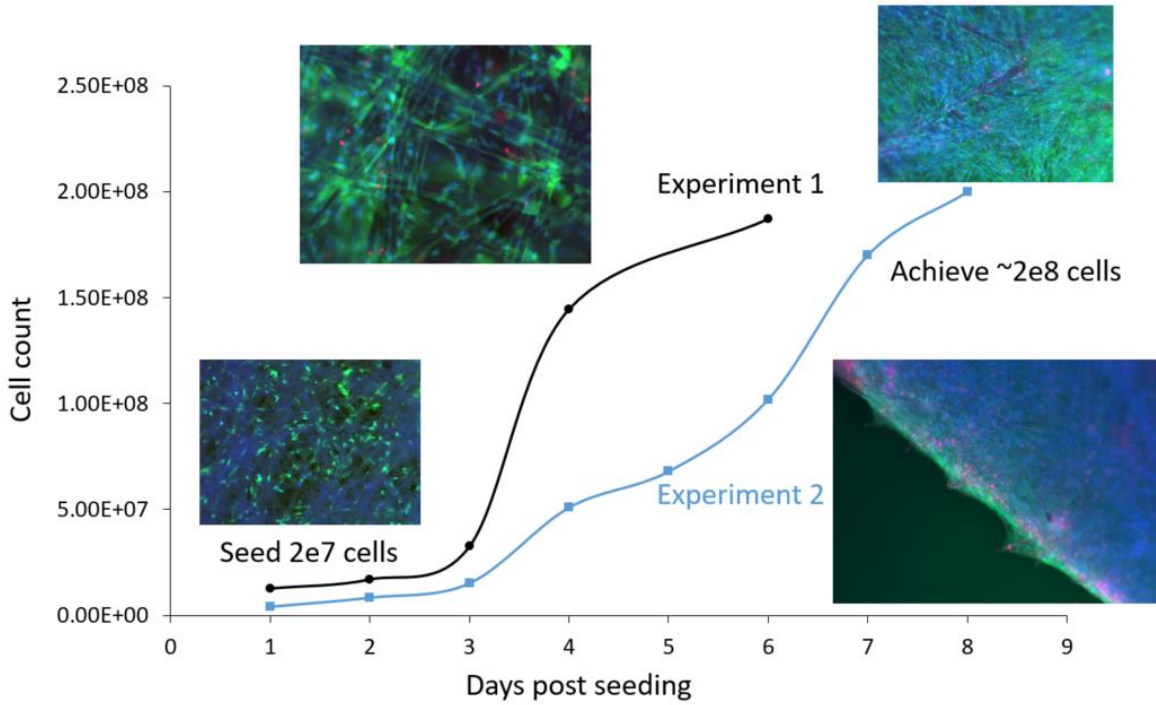 2.50E+08
2.00E+08
1.50E+08
1.00E+08
5.00E+07
0.00E+00
Cell count
Experiment 1
Achieve ~2e8 cells
Experiment 2
Seed 2e7 cells
0 1 2 3 4 5 6 7 8 9
Days post seeding